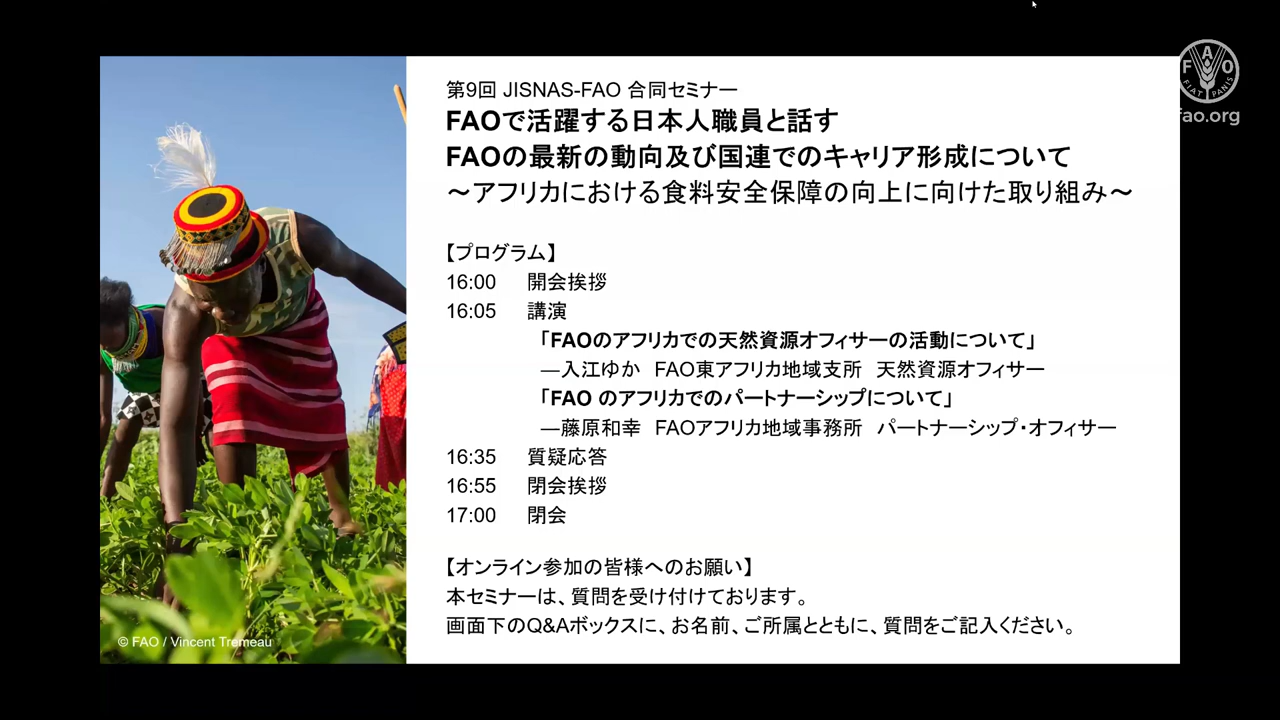 第9回 JISNAS-FAO 合同セミナー
FAOで活躍する日本人職員と話す
FAOの最新の動向及び国連でのキャリア形成について
～アフリカにおける食料安全保障の向上に向けた取り組み～
【プログラム】
16:00 開会挨拶
16:05 講演
「FAOのアフリカでの天然資源オフィサーの活動について」
―入江ゆか FAO東アフリカ地域支所 天然資源オフィサー
「FAO のアフリカでのパートナーシップについて」
―藤原和幸 FAOアフリカ地域事務所 パートナーシップ・オフィサー
16:35 質疑応答
16:55 閉会挨拶
17:00 閉会
【オンライン参加の皆様へのお願い】
本セミナーは、質問を受け付けております。
画面下のQ&Aボックスに、お名前、ご所属とともに、質問をご記入ください。
© FAO / Vincent Tremeau
F A O
FIAT PANIS
fao.org